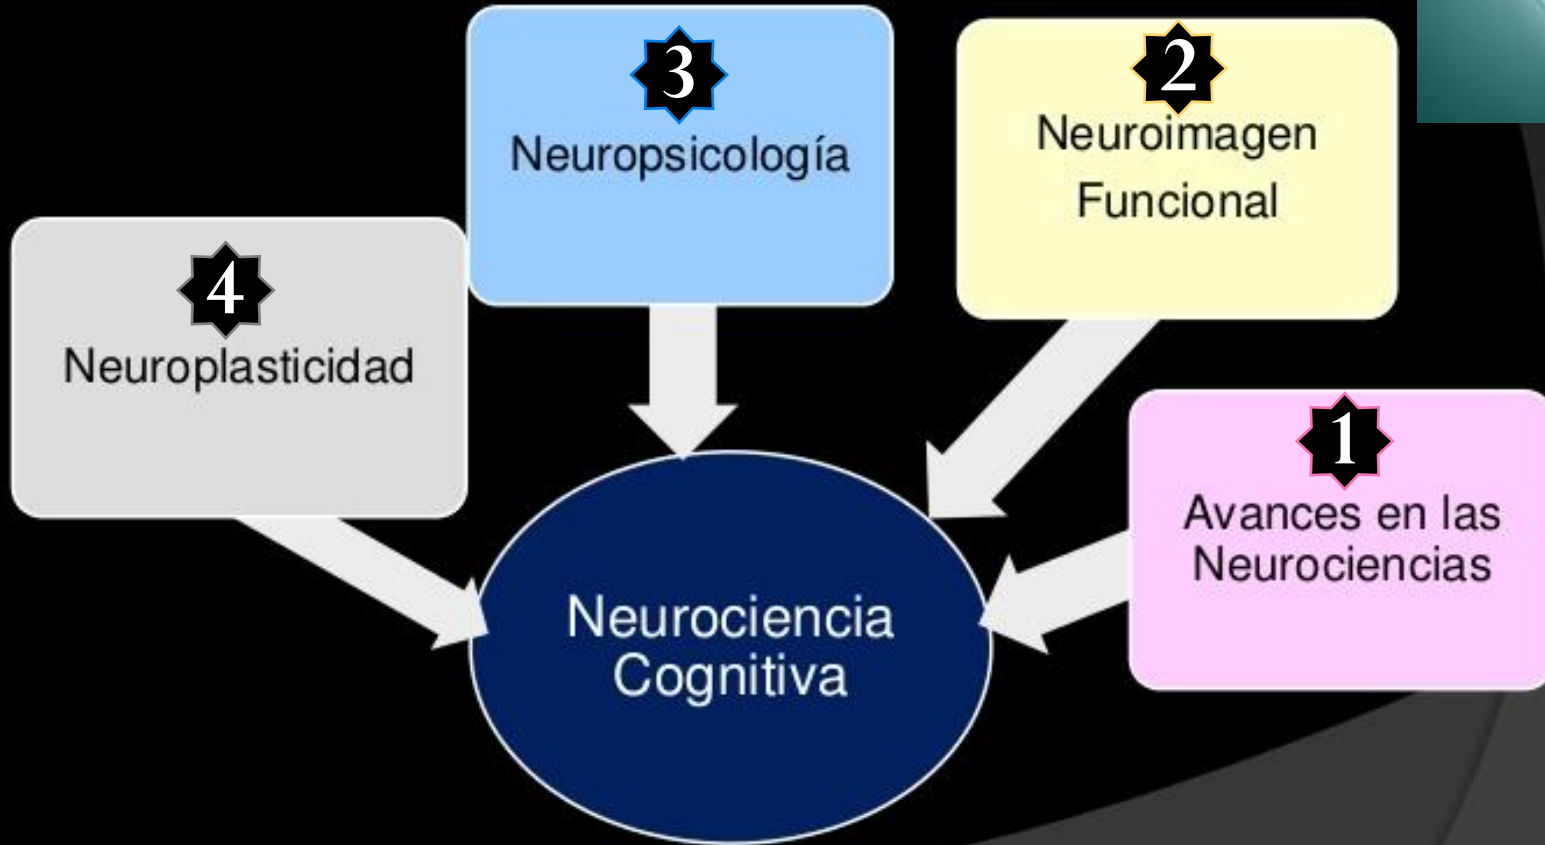 3
Neuropsicología
2
Neuroimagen
Funcional
4
Neuroplasticidad
1
Avances en las
Neurociencias
Neurociencia
Cognitiva